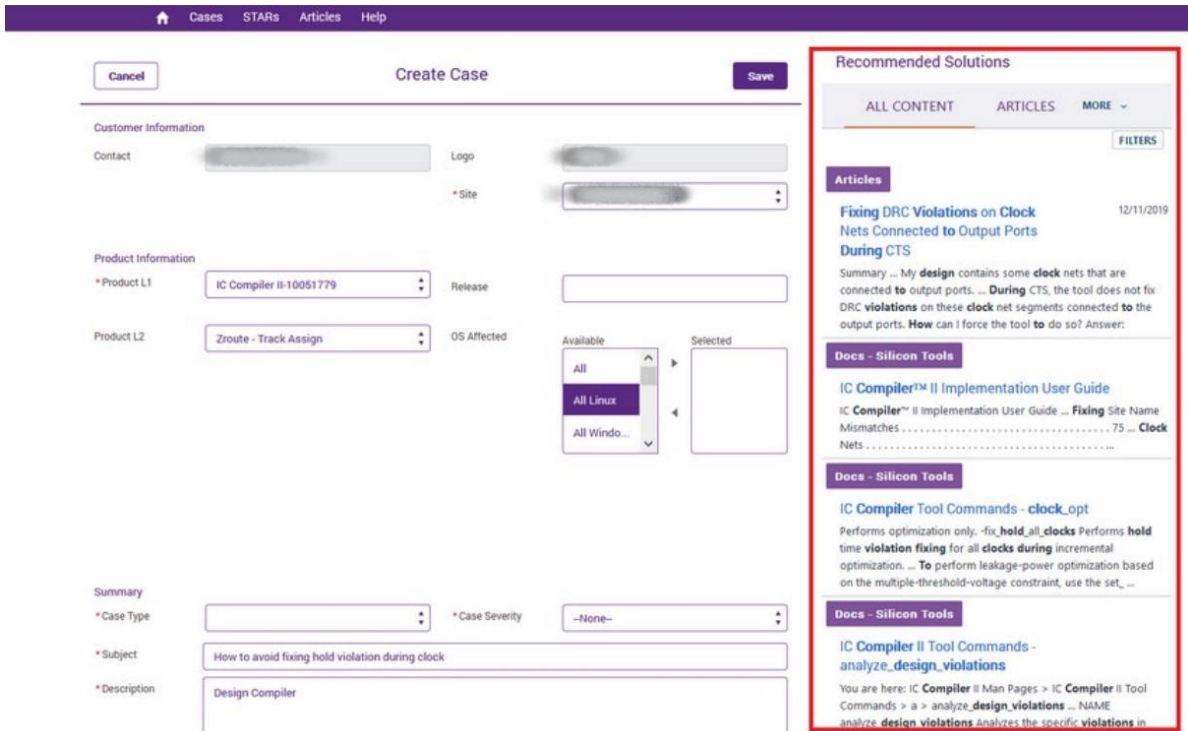 Cases STARs Articles Help
Cancel
Create Case
Save
Customer Information
Contact
Logo
*Site
Product Information
*Product L1
IC Compiler II-10051779
Release
Product L2
Zroute - Track Assign
OS Affected
Available
Selected
All
All Linux
All Windo...
Summary
*Case Type
*Case Severity
--None--
*Subject
How to avoid fixing hold violation during clock
*Description
Design Compiler
Recommended Solutions
ALL CONTENT ARTICLES MORE
FILTERS
Articles
Fixing DRC Violations on Clock
12/11/2019
Nets Connected to Output Ports
During CTS
Summary ... My design contains some clock nets that are
connected to output ports. ... During CTS, the tool does not fix
DRC violations on these clock net segments connected to the
output ports. How can I force the tool to do so? Answer:
Docs - Silicon Tools
IC Compiler™ II Implementation User Guide
IC Compiler™ II Implementation User Guide ... Fixing Site Name
Mismatches . . . . . . . . . . . . . . . . . . . . . . . . . . . . . . . . . 75 ... Clock
Nets . . . . . . . . . . . . . . . . . . . . . . . . . . . . . . . . . . . . . . ...
Docs - Silicon Tools
IC Compiler Tool Commands - clock_opt
Performs optimization only. -fix_hold_all_clocks Performs hold
time violation fixing for all clocks during incremental
optimization. ... To perform leakage-power optimization based
on the multiple-threshold-voltage constraint, use the set_ ...
Docs - Silicon Tools
IC Compiler II Tool Commands -
analyze_design_violations
You are here: IC Compiler II Man Pages > IC Compiler II Tool
Commands > a > analyze_design_violations ... NAME
analyze_design_violations Analyzes the specific violations in